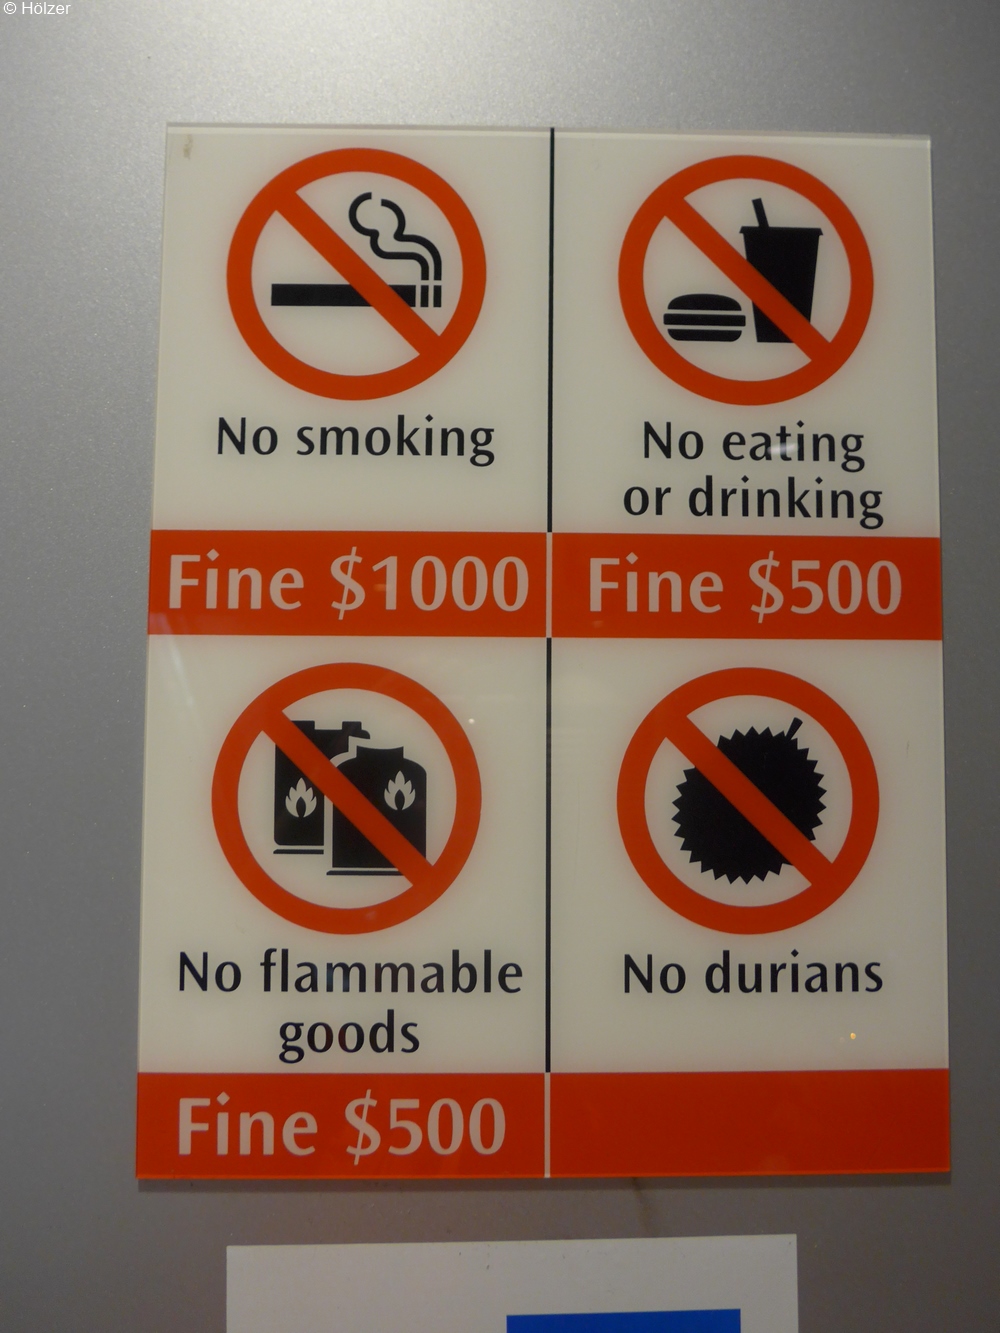 © Hölzer
No smoking
Fine $1000
No eating
or drinking
Fine $500
No flammable
goods
Fine $500
No durians